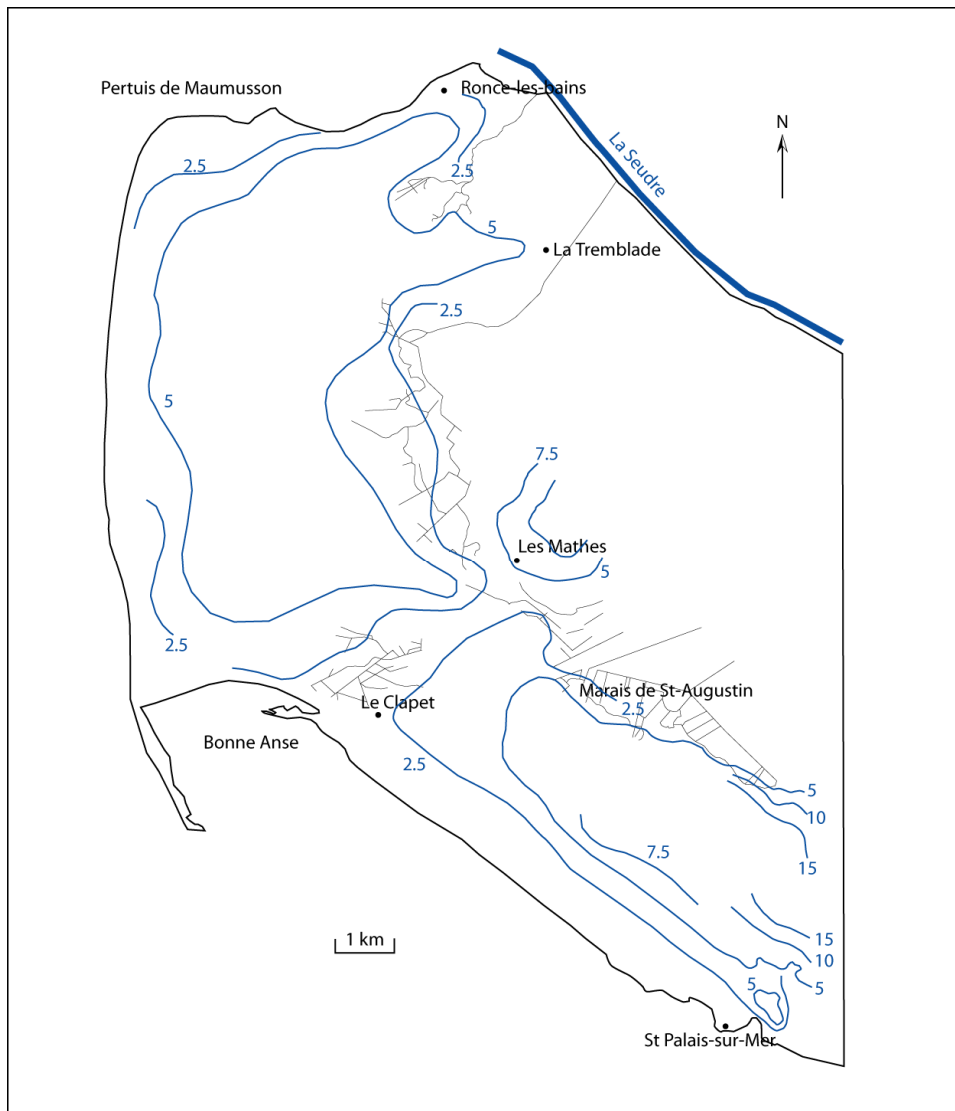 Pertuis de Maumusson
Ronce-les-bains
N
2.5
2.5
La Seudre
5
La Tremblade
2.5
5
7.5
Les Mathes
5
2.5
Marais de St-Augustin
Le Clapet
2.5
Bonne Anse
2.5
5
10
7.5
15
1 km
15
10
5
5
St Palais-sur-Mer